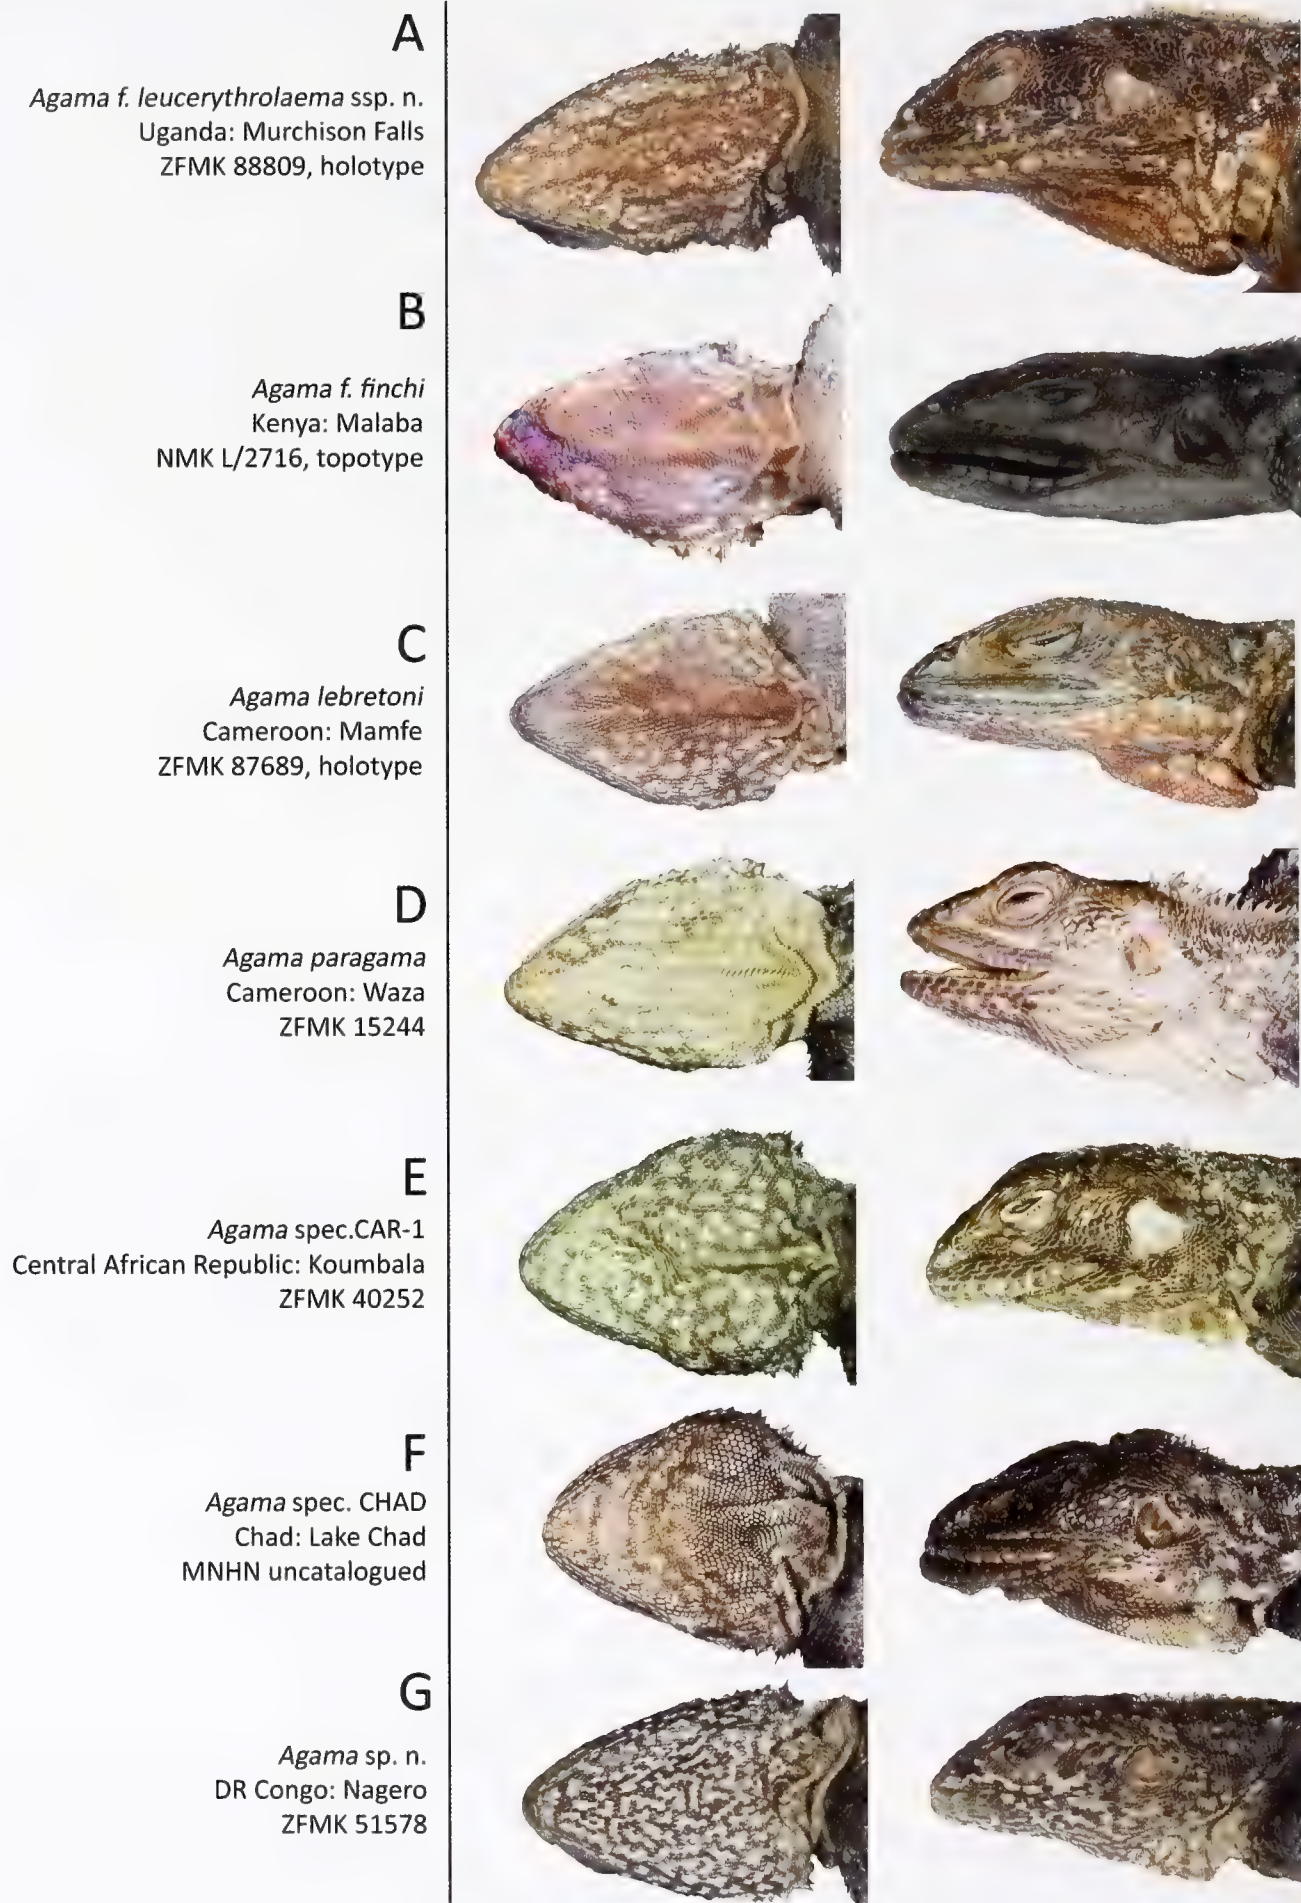 A
Agama f. leucerythrolaema ssp. n.
Uganda: Murchison Falls
ZFMK 88809, holotype
B
Agama f. finchi
Kenya: Malaba
NMK L/2716, topotype
C
Agama lebretoni
Cameroon: Mamfe
ZFMK 87689, holotype
D
Agama paragama
Cameroon: Waza
ZFMK 15244
E
Agama spec.CAR-1
Central African Republic: Koumbala
ZFMK 40252
F
Agama spec. CHAD
Chad: Lake Chad
MNHN uncatalogued
G
Agama sp. n.
DR Congo: Nagero
ZFMK 51578